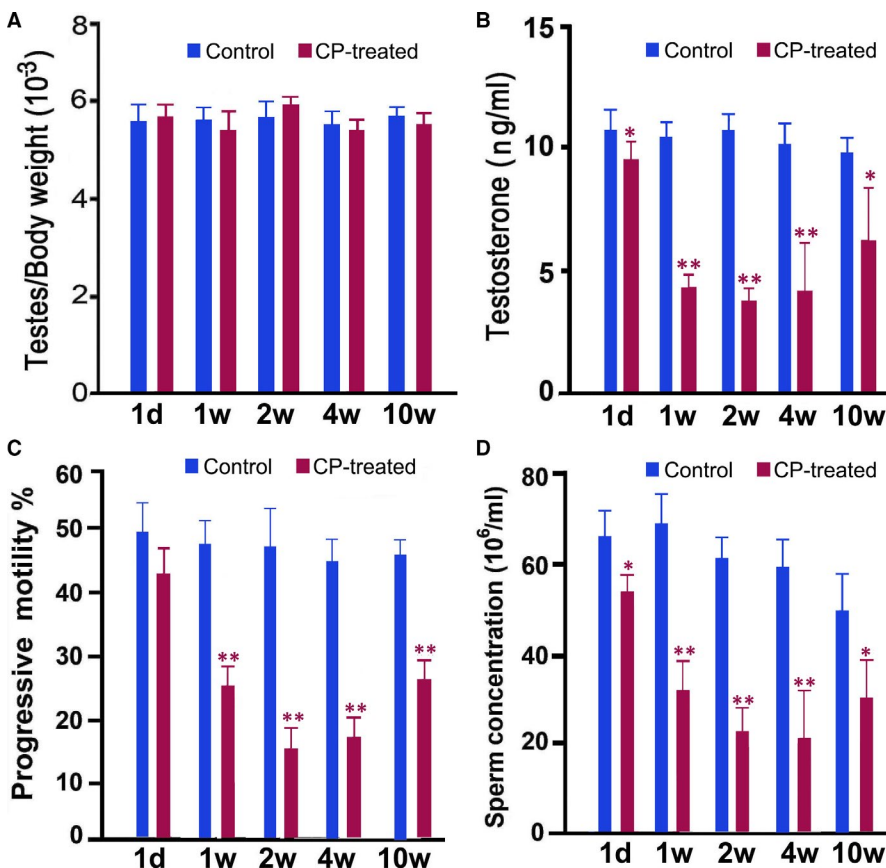 A
Testes/Body weight (10⁻³)
8
6
4
2
0
Control CP-treated
1d 1w 2w 4w 10w
B
Testosterone (ng/ml)
15
10
5
0
Control CP-treated
* ** ** ** *
1d 1w 2w 4w 10w
C
Progressive motility %
60
50
40
30
20
10
0
Control CP-treated
** ** ** **
1d 1w 2w 4w 10w
D
Sperm concentration (10⁶/ml)
80
60
40
20
0
Control CP-treated
* ** ** ** *
1d 1w 2w 4w 10w